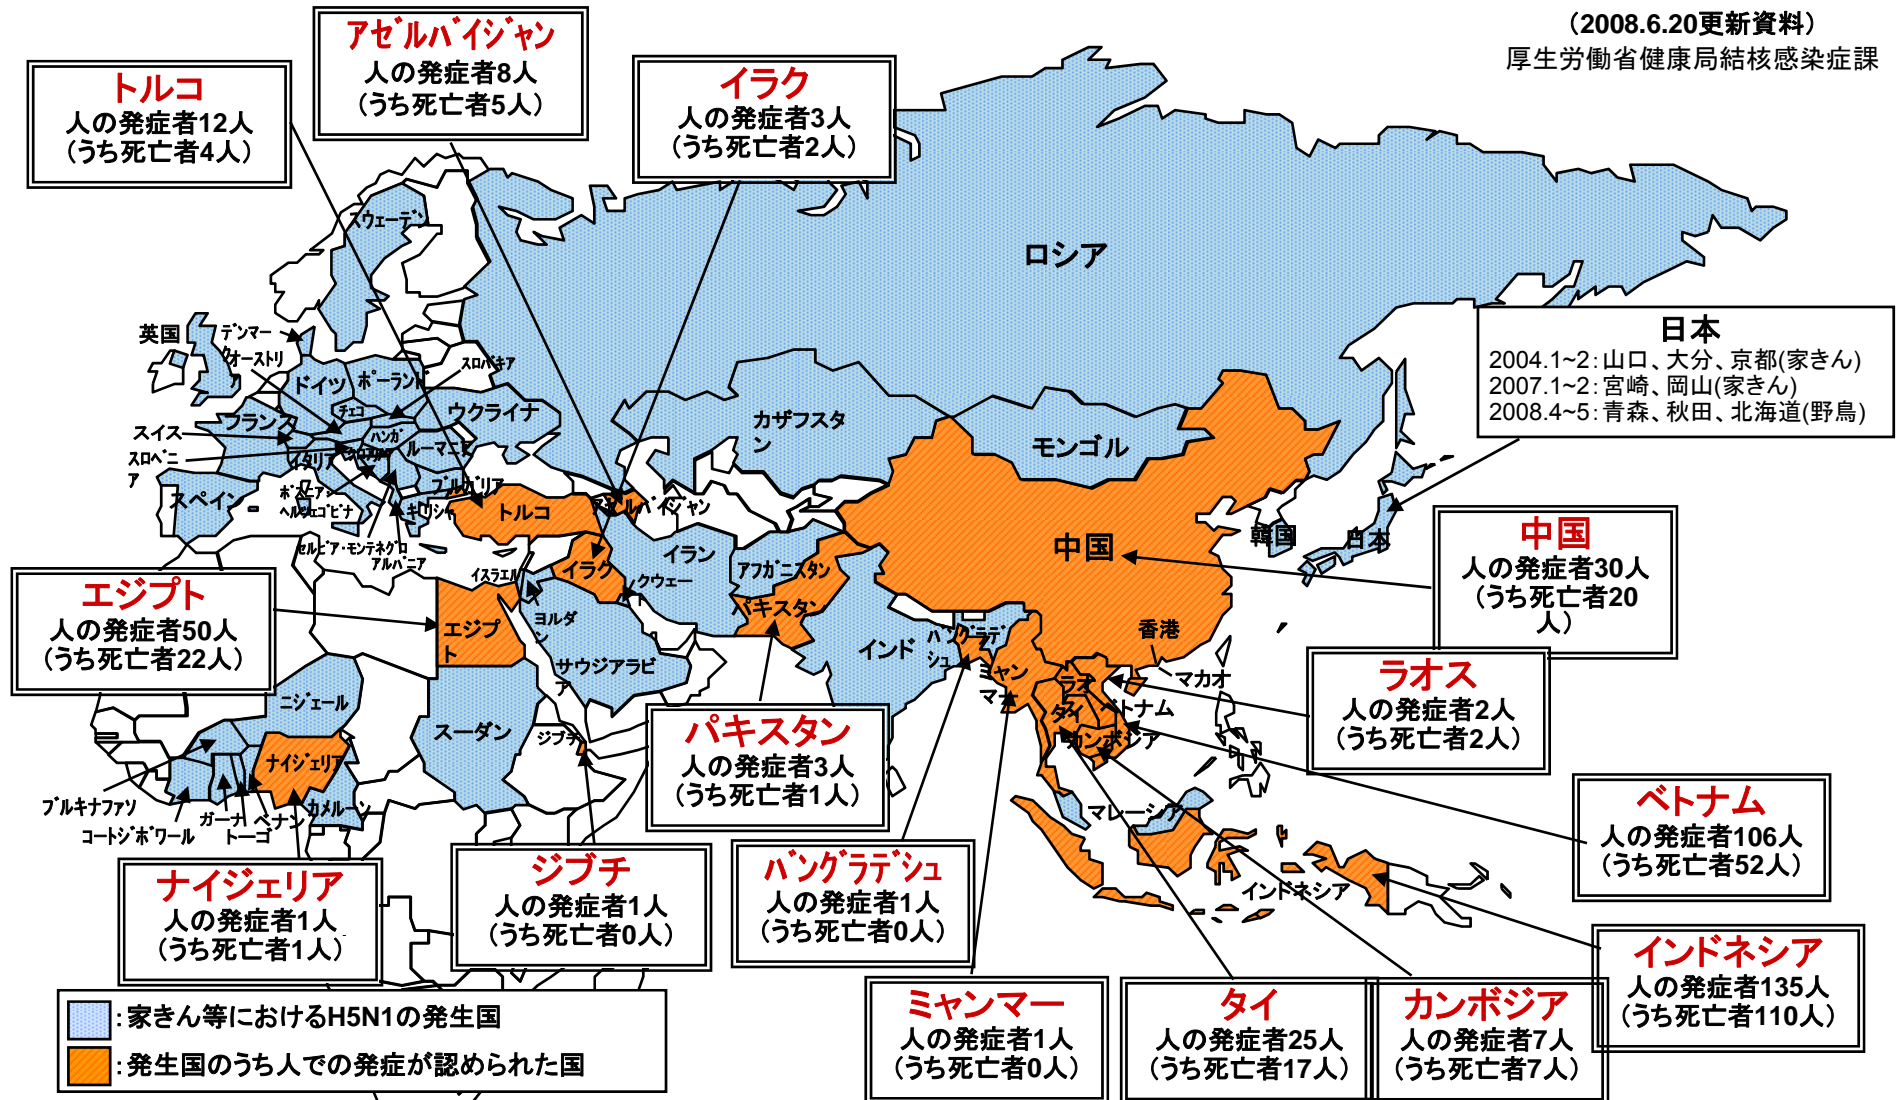 (2008.6.20更新資料)
厚生労働省健康局結核感染症課
アゼルバイジャン
人の発症者8人
(うち死亡者5人)
トルコ
人の発症者12人
(うち死亡者4人)
イラク
人の発症者3人
(うち死亡者2人)
スウェーデン
ロシア
英国
デンマー
ク
オーストリ
ア
スロバキア
ドイツ
ポーランド
チェコ
ウクライナ
フランス
ハンガ
ルーマニア
スイス
スロベニ
ア
イタリア
クロアチア
スペイン
ボスニア・
ヘルツェゴビナ
ブルガリア
ギリシャ
セルビア・モンテネグロ
アルバニア
トルコ
アゼルバイジャン
カザフスタ
ン
モンゴル
日本
2004.1~2:山口、大分、京都(家きん)
2007.1~2:宮崎、岡山(家きん)
2008.4~5:青森、秋田、北海道(野鳥)
中国
韓国
日本
イスラエル
イラク
イラン
クウェー
ト
アフガニスタン
パキスタン
ヨルダ
ン
サウジアラビ
ア
インド
バングラデ
シュ
ミャン
マー
香港
マカオ
ラオ
タイ
ベトナム
カンボジア
マレーシア
インドネシア
中国
人の発症者30人
(うち死亡者20
人)
エジプト
人の発症者50人
(うち死亡者22人)
エジプ
ト
ニジェール
スーダン
ジブチ
ナイジェリア
カメルーン
ブルキナファソ
コートジボワール
ガーナ
トーゴ
ベナン
ラオス
人の発症者2人
(うち死亡者2人)
パキスタン
人の発症者3人
(うち死亡者1人)
ベトナム
人の発症者106人
(うち死亡者52人)
ナイジェリア
人の発症者1人
(うち死亡者1人)
ジブチ
人の発症者1人
(うち死亡者0人)
バングラデシュ
人の発症者1人
(うち死亡者0人)
インドネシア
人の発症者135人
(うち死亡者110人)
ミャンマー
人の発症者1人
(うち死亡者0人)
タイ
人の発症者25人
(うち死亡者17人)
カンボジア
人の発症者7人
(うち死亡者7人)
:家きん等におけるH5N1の発生国
:発生国のうち人での発症が認められた国